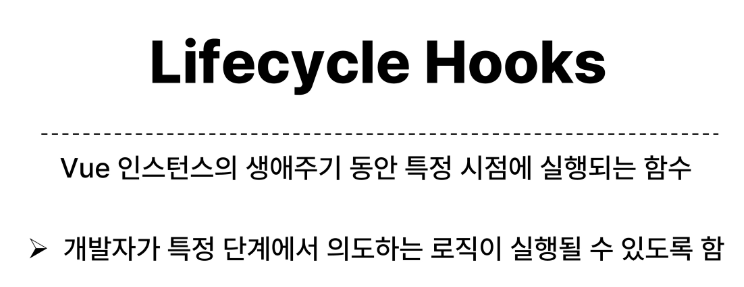 Lifecycle Hooks
Vue 인스턴스의 생애주기 동안 특정 시점에 실행되는 함수
➢ 개발자가 특정 단계에서 의도하는 로직이 실행될 수 있도록 함